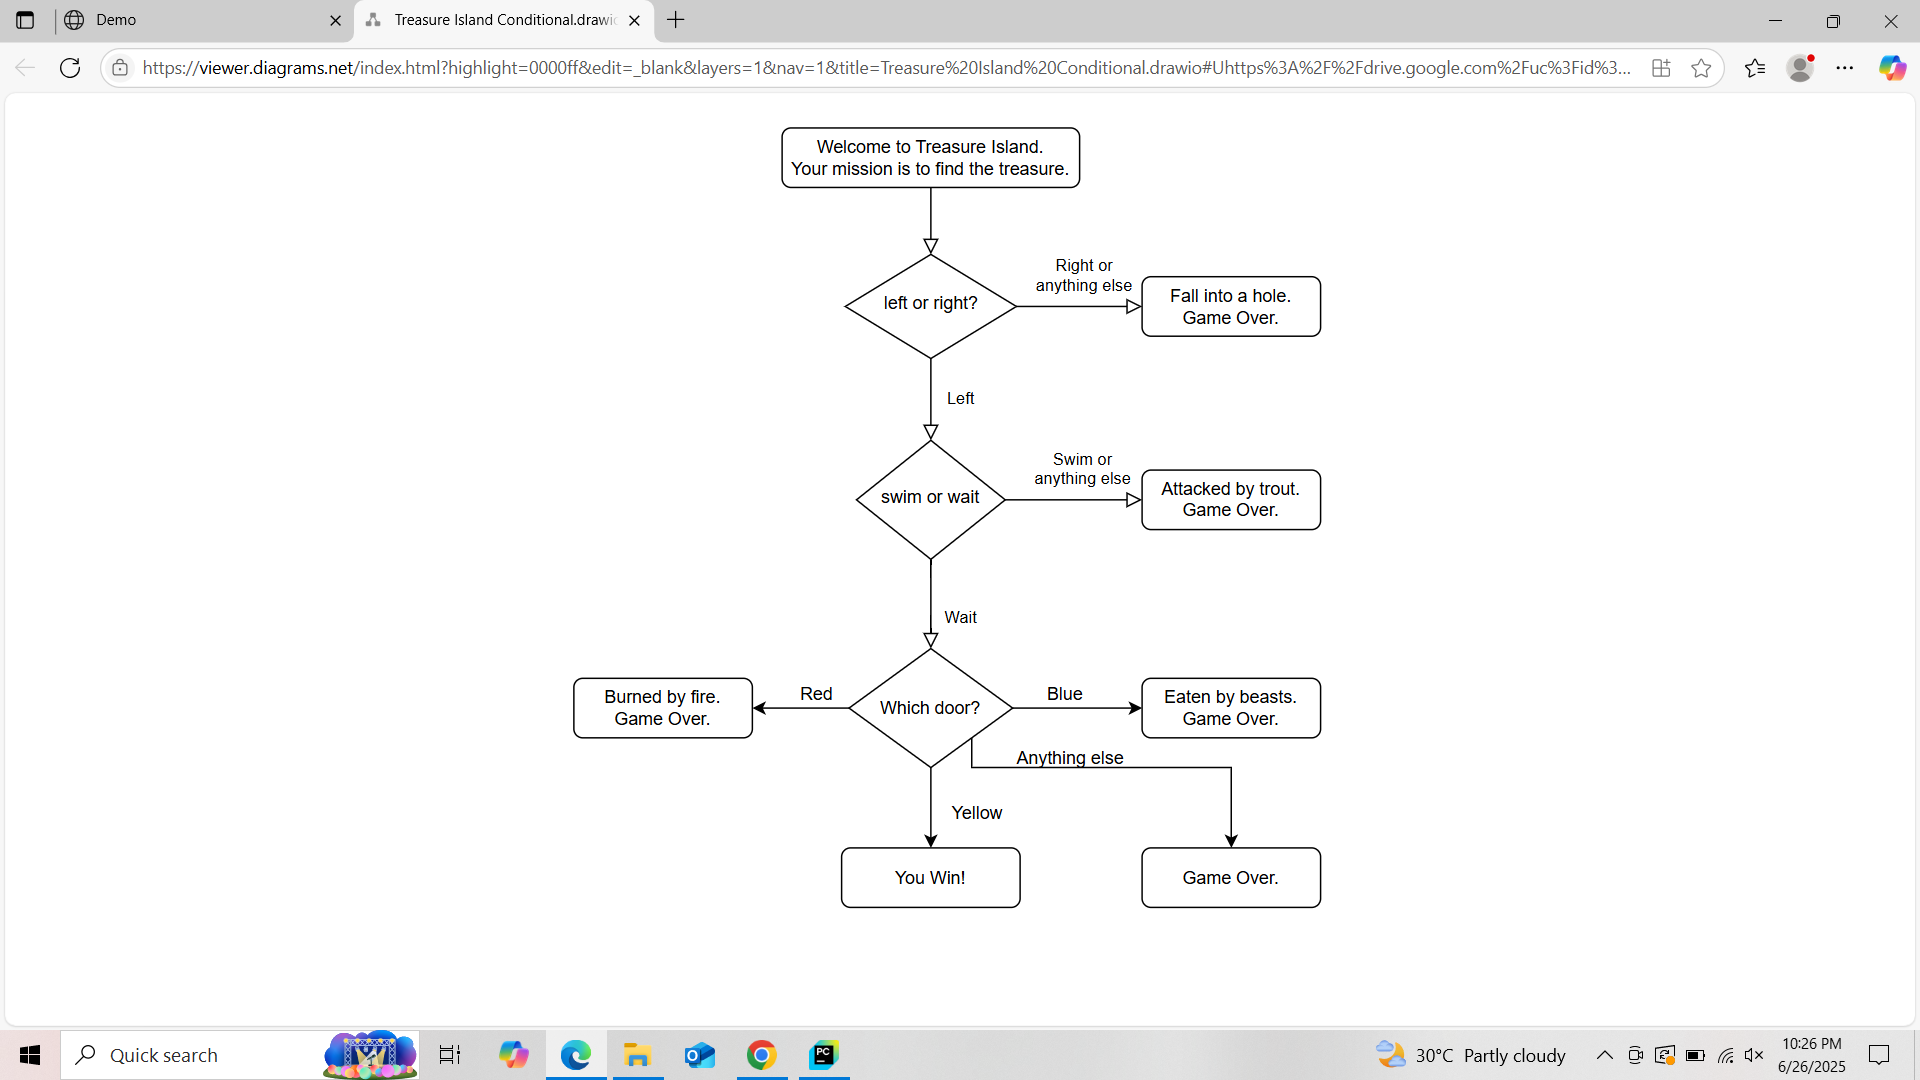 Demo
Treasure Island Conditional.drawio
https://viewer.diagrams.net/index.html?highlight=0000ff&edit=_blank&layers=1&nav=1&title=Treasure%20Island%20Conditional.drawio#Uhttps%3A%2F%2Fdrive.google.com%2Fuc%3Fid%3...
Welcome to Treasure Island.
Your mission is to find the treasure.
left or right?
Right or
anything else
Fall into a hole.
Game Over.
Left
swim or wait
Swim or
anything else
Attacked by trout.
Game Over.
Wait
Burned by fire.
Game Over.
Red
Which door?
Blue
Eaten by beasts.
Game Over.
Anything else
Yellow
You Win!
Game Over.
Quick search
PC
30°C Partly cloudy
10:26 PM
6/26/2025